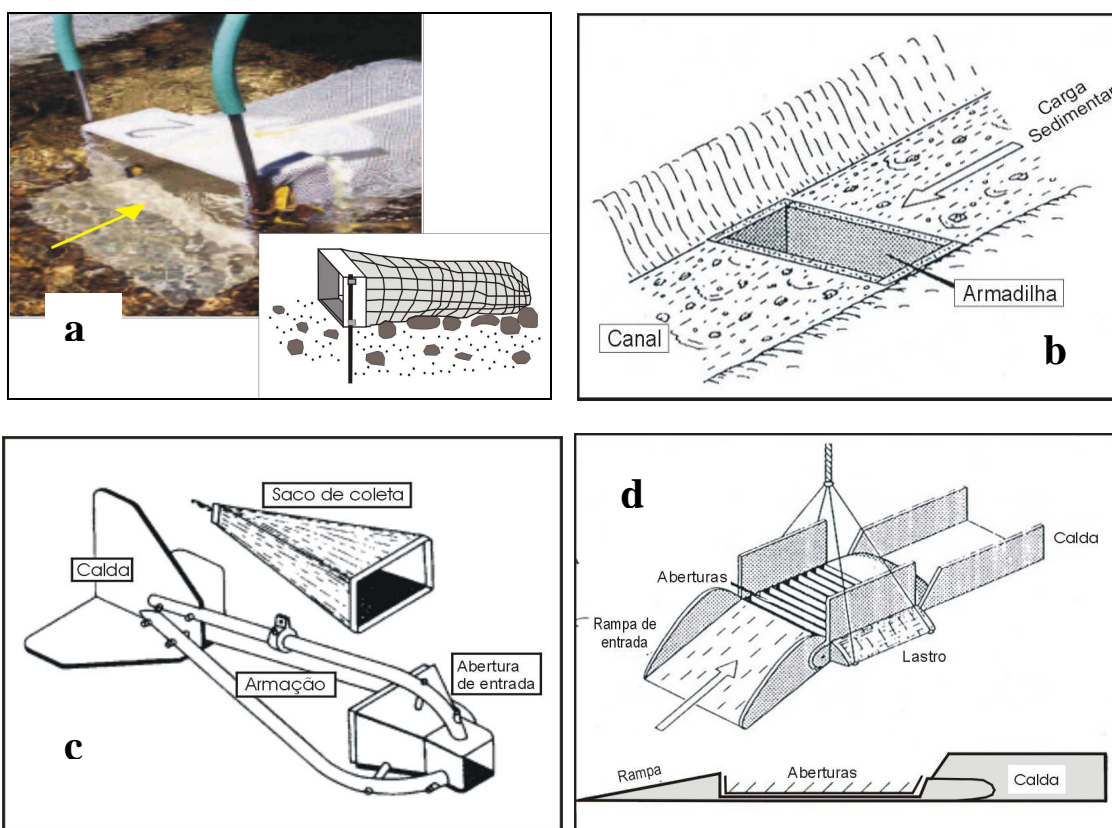 a
Carga
Sedimentar
Armadilha
Canal
b
Saco de coleta
Calda
Abertura
de entrada
Armação
c
d
Calda
Aberturas
Rampa de
entrada
Lastro
Rampa
Aberturas
Calda